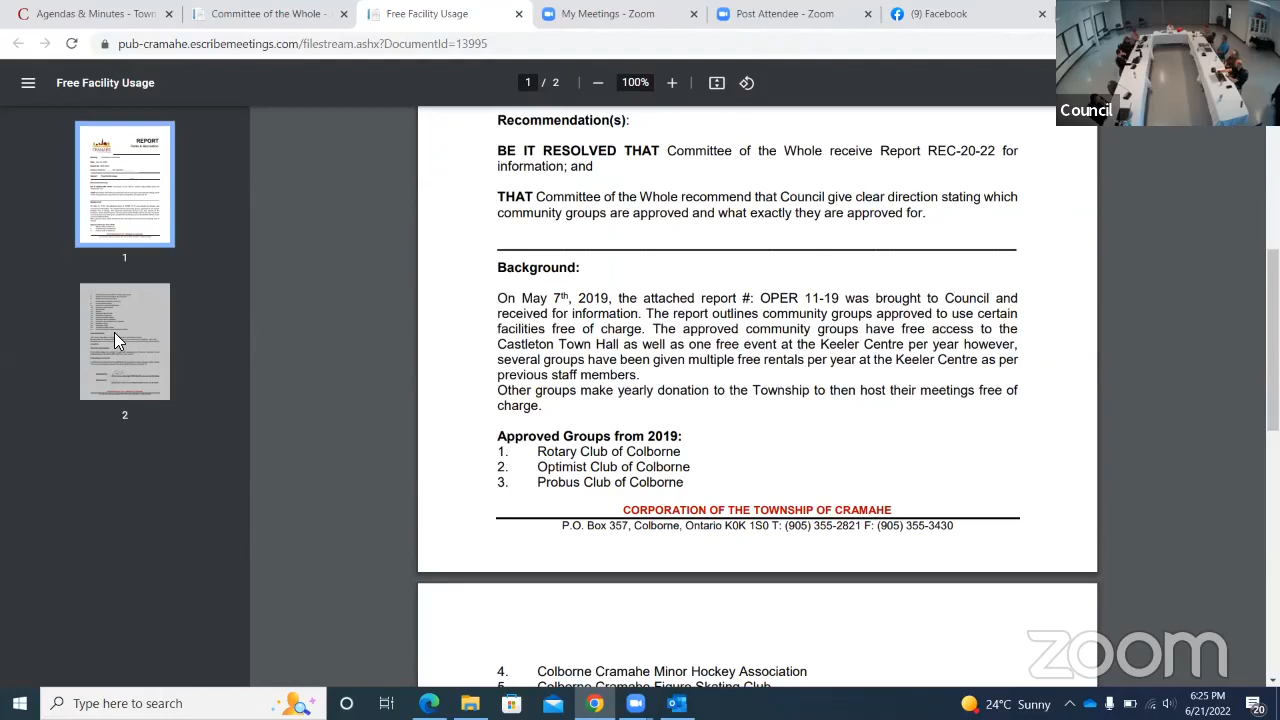 Agenda - Town
Committee of the Whole -
Free Facility Usage
My Meetings - Zoom
Post Attendee - Zoom
(9) Facebook
pub-cramahe.escribemeetings.com/filestream.ashx?DocumentId=13995
Free Facility Usage
1 / 2
100%
Council
REPORT
1
2
Recommendation(s):
BE IT RESOLVED THAT Committee of the Whole receive Report REC-20-22 for
information; and
THAT Committee of the Whole recommend that Council give clear direction stating which
community groups are approved and what exactly they are approved for.
Background:
On May 7th, 2019, the attached report #: OPER 11-19 was brought to Council and
received for information. The report outlines community groups approved to use certain
facilities free of charge. The approved community groups have free access to the
Castleton Town Hall as well as one free event at the Keeler Centre per year however,
several groups have been given multiple free rentals per year at the Keeler Centre as per
previous staff members.
Other groups make yearly donation to the Township to then host their meetings free of
charge.
Approved Groups from 2019:
1. Rotary Club of Colborne
2. Optimist Club of Colborne
3. Probus Club of Colborne
CORPORATION OF THE TOWNSHIP OF CRAMAHE
P.O. Box 357, Colborne, Ontario K0K 1S0 T: (905) 355-2821 F: (905) 355-3430
4. Colborne Cramahe Minor Hockey Association
5. Colborne Cramahe Figure Skating Club
zoom
Type here to search
24°C Sunny
6:25 PM
6/21/2022
20